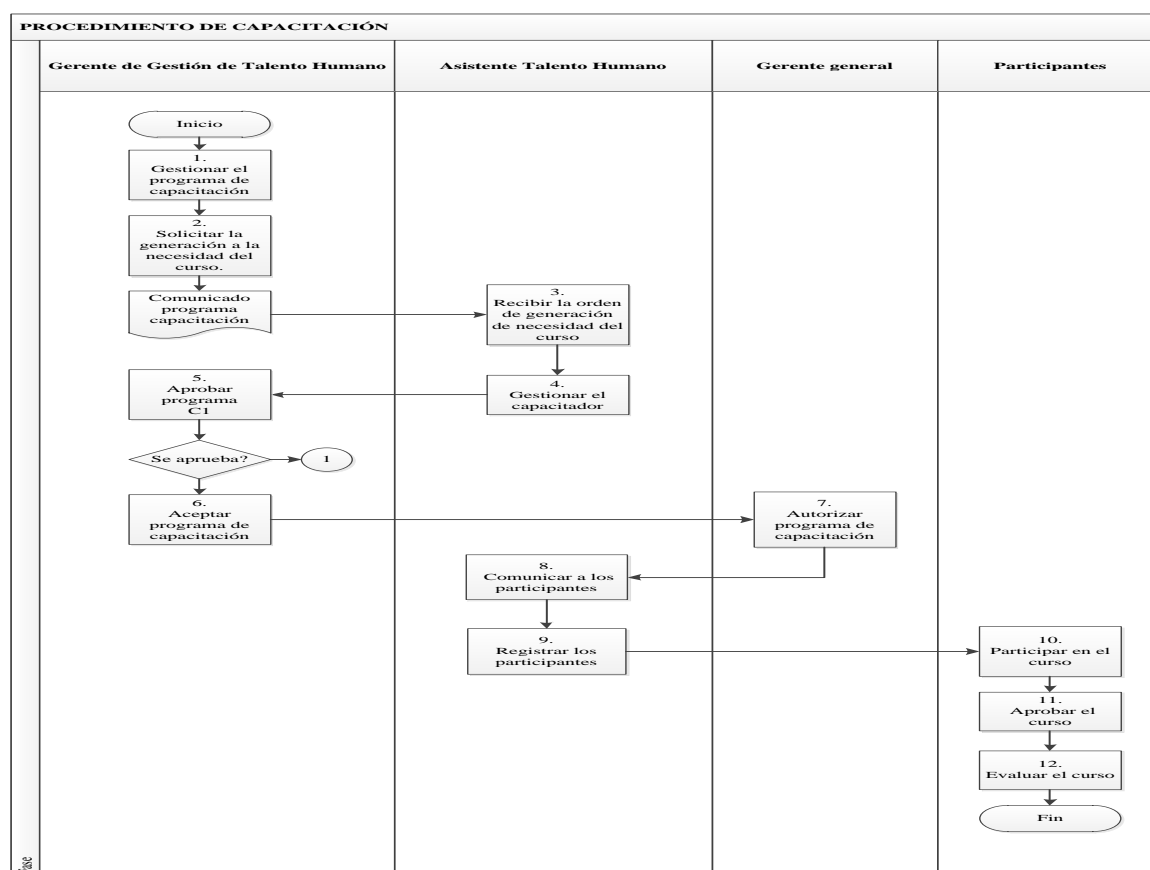 PROCEDIMIENTO DE CAPACITACIÓN
Gerente de Gestión de Talento Humano
Asistente Talento Humano
Gerente general
Participantes
Inicio
1.
Gestionar el
programa de
capacitación
2.
Solicitar la
generación a la
necesidad del
curso.
Comunicado
programa
capacitación
3.
Recibir la orden
de generación
de necesidad del
curso
4.
Gestionar el
capacitador
5.
Aprobar
programa
C1
Se aprueba?
1
6.
Aceptar
programa de
capacitación
7.
Autorizar
programa de
capacitación
8.
Comunicar a los
participantes
9.
Registrar los
participantes
10.
Participar en el
curso
11.
Aprobar el
curso
12.
Evaluar el curso
Fin